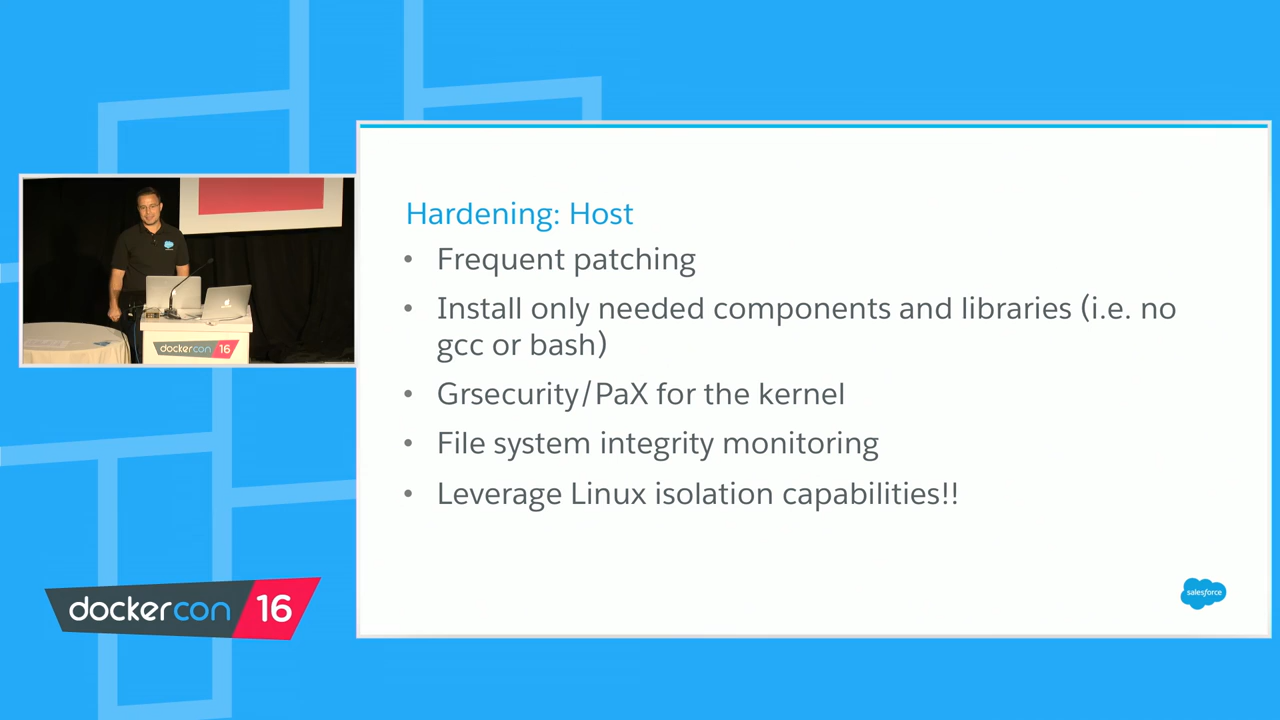 Hardening: Host
• Frequent patching
• Install only needed components and libraries (i.e. no
gcc or bash)
• Grsecurity/PaX for the kernel
• File system integrity monitoring
• Leverage Linux isolation capabilities!!
salesforce
dockercon 16
dockercon 16